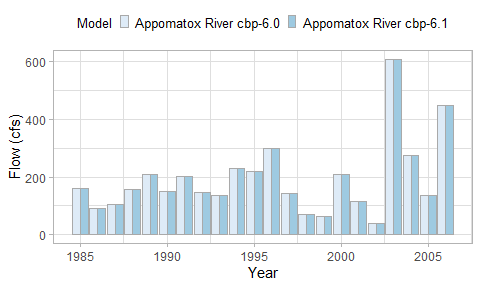 Model Appomatox River cbp-6.0 Appomatox River cbp-6.1
600
400
200
0
Flow (cfs)
1985 1990 1995 2000 2005
Year